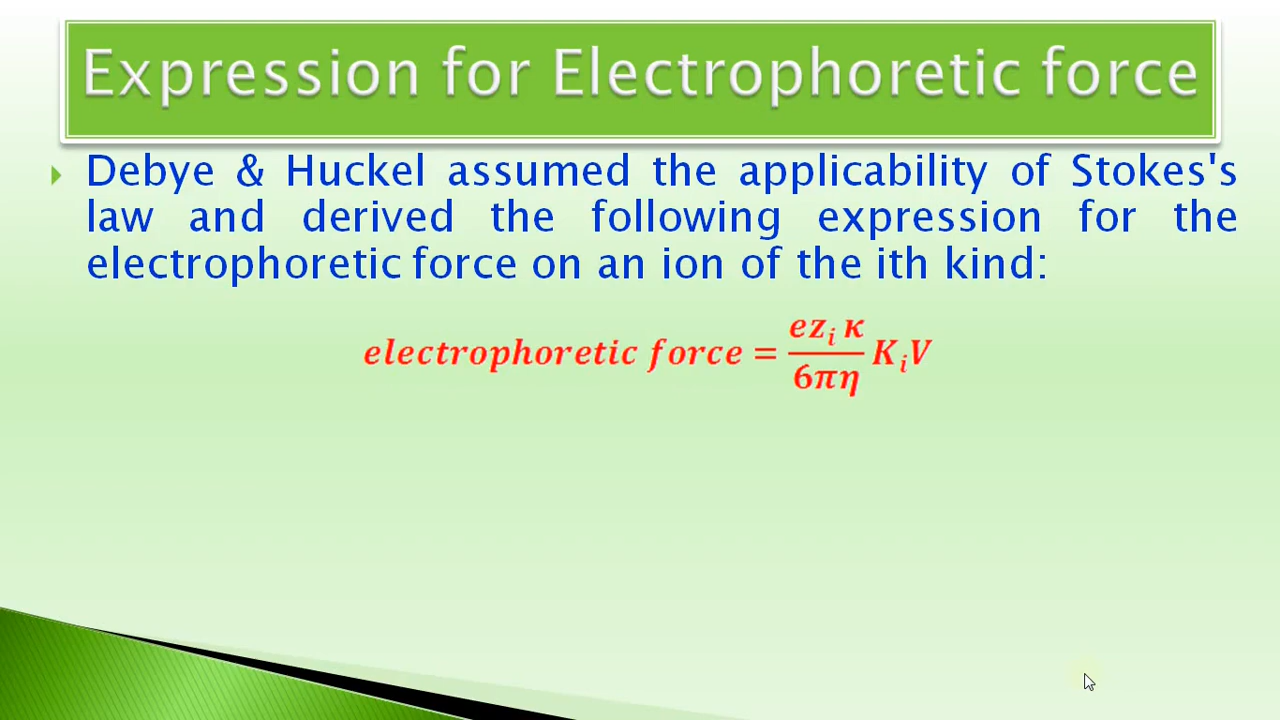 Expression for Electrophoretic force
Debye & Huckel assumed the applicability of Stokes's
law and derived the following expression for the
electrophoretic force on an ion of the ith kind:
electrophoretic force = \frac{ez_i κ}{6πη} K_i V